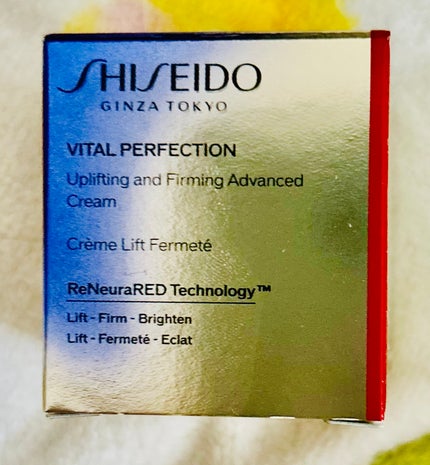 SHISEIDO
GINZA TOKYO
VITAL PERFECTION
Uplifting and Firming Advanced
Cream
Crème Lift Fermeté
ReNeuraRED Technology™
Lift - Firm - Brighten
Lift - Fermeté - Eclat